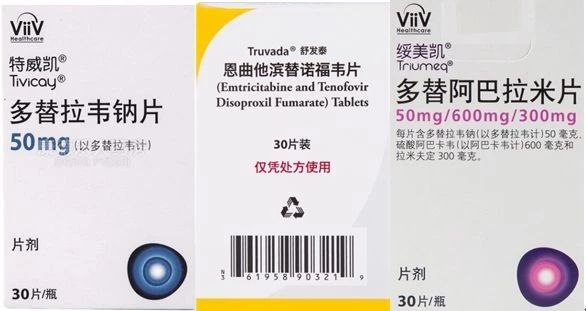 ViiV
Healthcare
特威凯®
Tivicay®
多替拉韦钠片
50mg (以多替拉韦计)
片剂
30片/瓶
Truvada® 舒发泰
恩曲他滨替诺福韦片
(Emtricitabine and Tenofovir
Disoproxil Fumarate) Tablets
30片装
仅凭处方使用
N
3 61958 90321 9
ViiV
Healthcare
绥美凯®
Triumeq®
多替阿巴拉米片
50mg/600mg/300mg
每片含多替拉韦钠(以多替拉韦计)50 毫克、
硫酸阿巴卡韦(以阿巴卡韦计)600 毫克和
拉米夫定 300 毫克。
片剂
30片/瓶